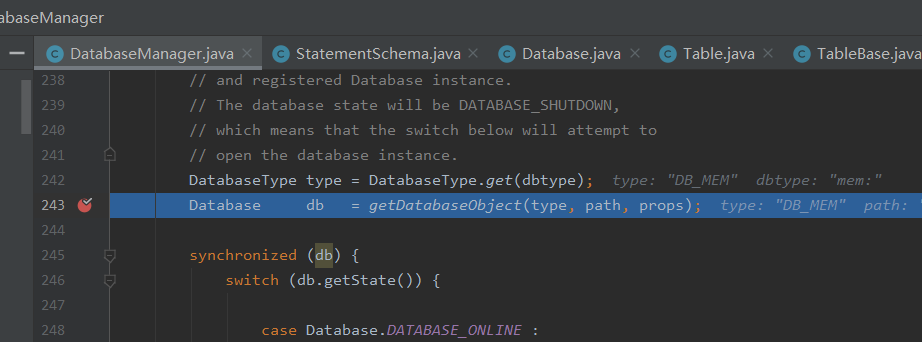 abaseManager
DatabaseManager.java StatementSchema.java Database.java Table.java TableBase.java
238 // and registered Database instance.
239 // The database state will be DATABASE_SHUTDOWN,
240 // which means that the switch below will attempt to
241 // open the database instance.
242 DatabaseType type = DatabaseType.get(dbtype); type: "DB_MEM" dbtype: "mem:"
243 Database db = getDatabaseObject(type, path, props); type: "DB_MEM" path: "
244
245 synchronized (db) {
246 switch (db.getState()) {
247
248 case Database.DATABASE_ONLINE :